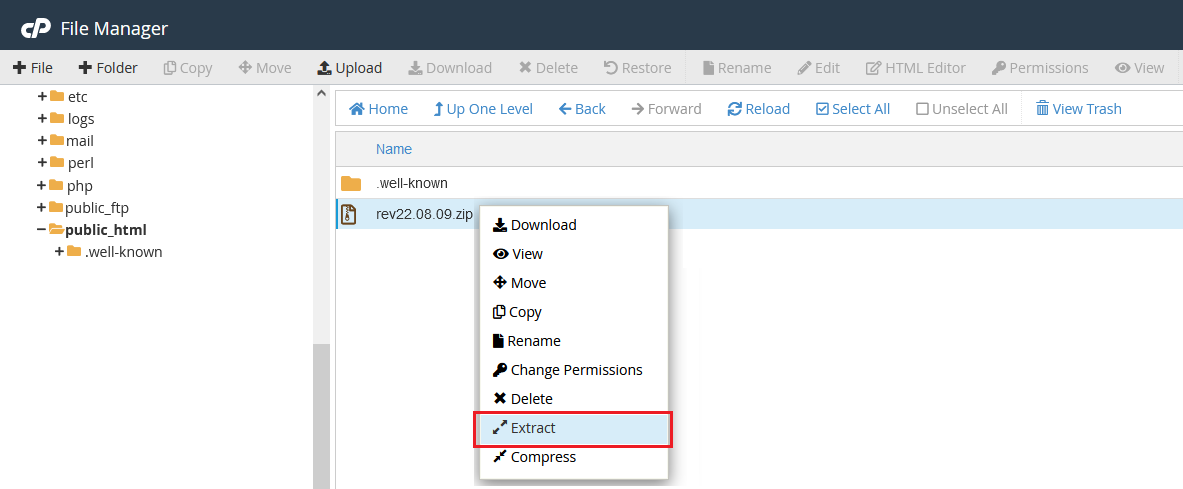 cP File Manager
File Folder Copy Move Upload Download Delete Restore Rename Edit HTML Editor Permissions View
etc
logs
mail
perl
php
public_ftp
public_html
.well-known
Home Up One Level Back Forward Reload Select All Unselect All View Trash
Name
.well-known
rev22.08.09.zip
Download
View
Move
Copy
Rename
Change Permissions
Delete
Extract
Compress